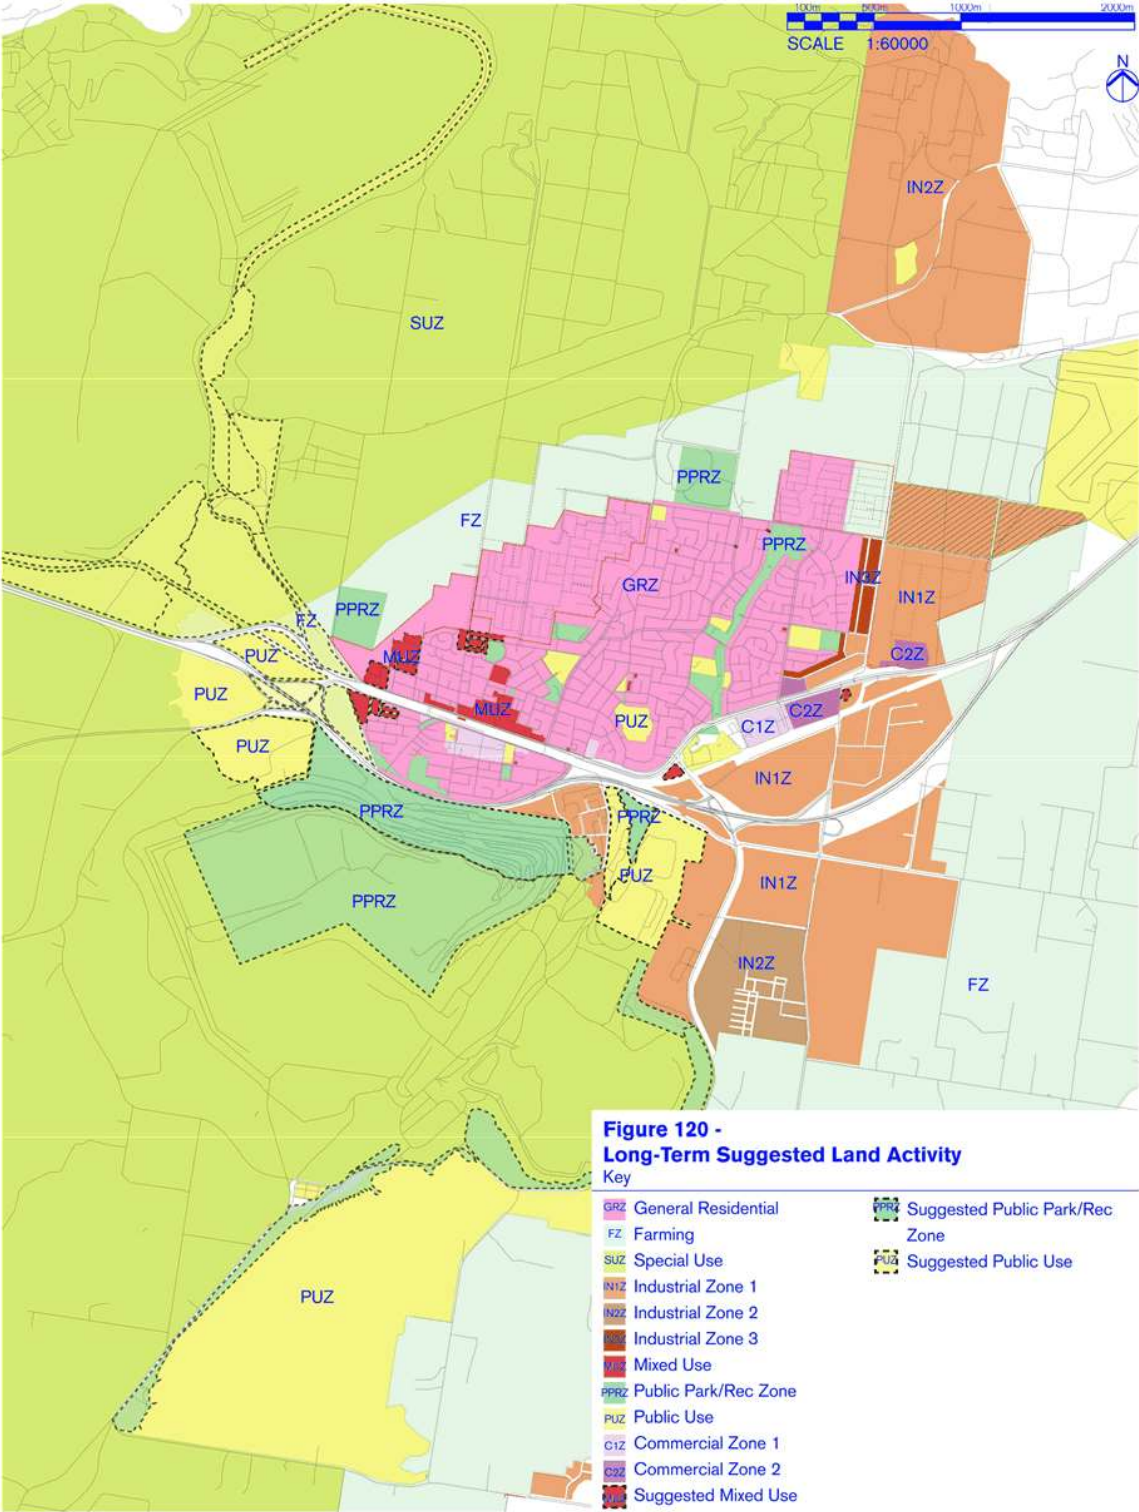 100m 500m 1000m 2000m
SCALE 1:60000
N
IN2Z
SUZ
PPRZ
FZ
PPRZ
GRZ
IN3Z
IN1Z
PPRZ
FZ
MUZ
C2Z
PUZ
PUZ
MUZ
PUZ
C2Z
C1Z
PUZ
IN1Z
PPRZ
PPRZ
PUZ
IN1Z
PPRZ
IN2Z
FZ
PUZ
Figure 120 -
Long-Term Suggested Land Activity
Key
GRZ General Residential
FZ Farming
SUZ Special Use
IN1Z Industrial Zone 1
IN2Z Industrial Zone 2
IN3Z Industrial Zone 3
MUZ Mixed Use
PPRZ Public Park/Rec Zone
PUZ Public Use
C1Z Commercial Zone 1
C2Z Commercial Zone 2
MUZ Suggested Mixed Use
PPRZ Suggested Public Park/Rec
Zone
PUZ Suggested Public Use